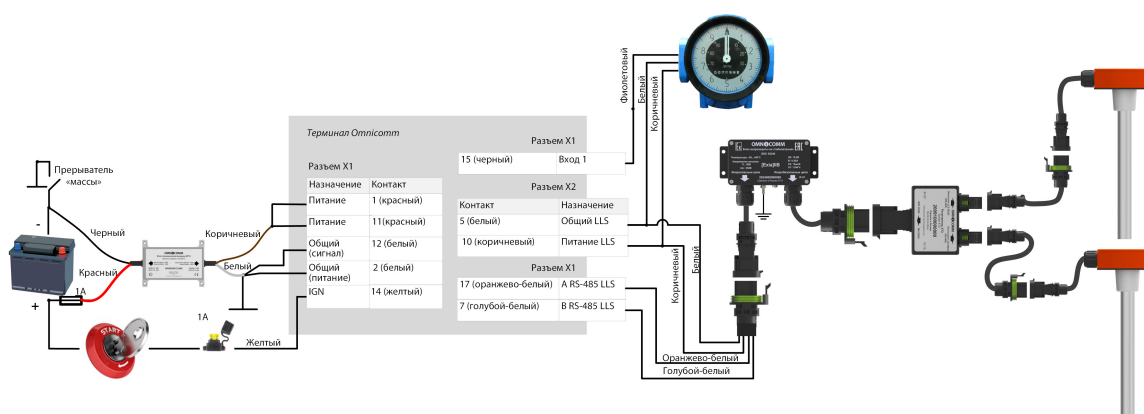 Терминал Omnicomm
Разъем X1
Назначение Контакт
Питание 1 (красный)
Питание 11(красный)
Общий (сигнал) 12 (белый)
Общий (питание) 2 (белый)
IGN 14 (желтый)
Разъем X1
15 (черный) Вход 1
Разъем X2
Контакт Назначение
5 (белый) Общий LLS
10 (коричневый) Питание LLS
Разъем X1
17 (оранжево-белый) A RS-485 LLS
7 (голубой-белый) B RS-485 LLS
Прерыватель
«массы»
-
Черный
Красный
+
1А
Коричневый
Белый
START
1А
Желтый
Фиолетовый
Белый
Коричневый
Коричневый
Белый
Оранжево-белый
Голубой-белый
OMNICOMM
[Exia]IIB